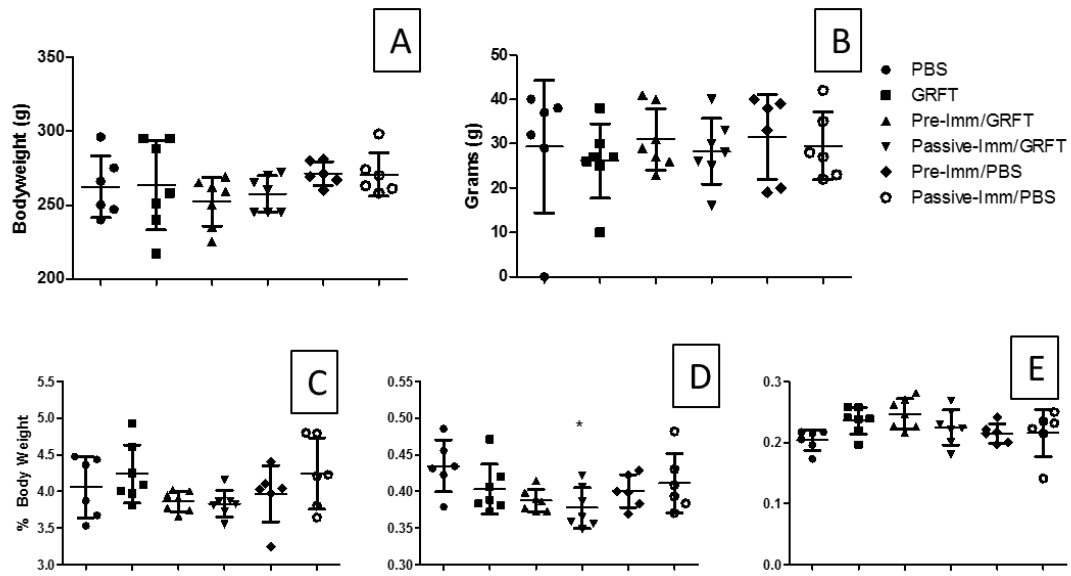 A
350
300
250
200
Bodyweight (g)
B
50
40
30
20
10
0
Grams (g)
PBS
GRFT
Pre-Imm/GRFT
Passive-Imm/GRFT
Pre-Imm/PBS
Passive-Imm/PBS
C
5.5
5.0
4.5
4.0
3.5
3.0
% Body Weight
D
0.55
0.50
0.45
0.40
0.35
0.30
*
E
0.3
0.2
0.1
0.0